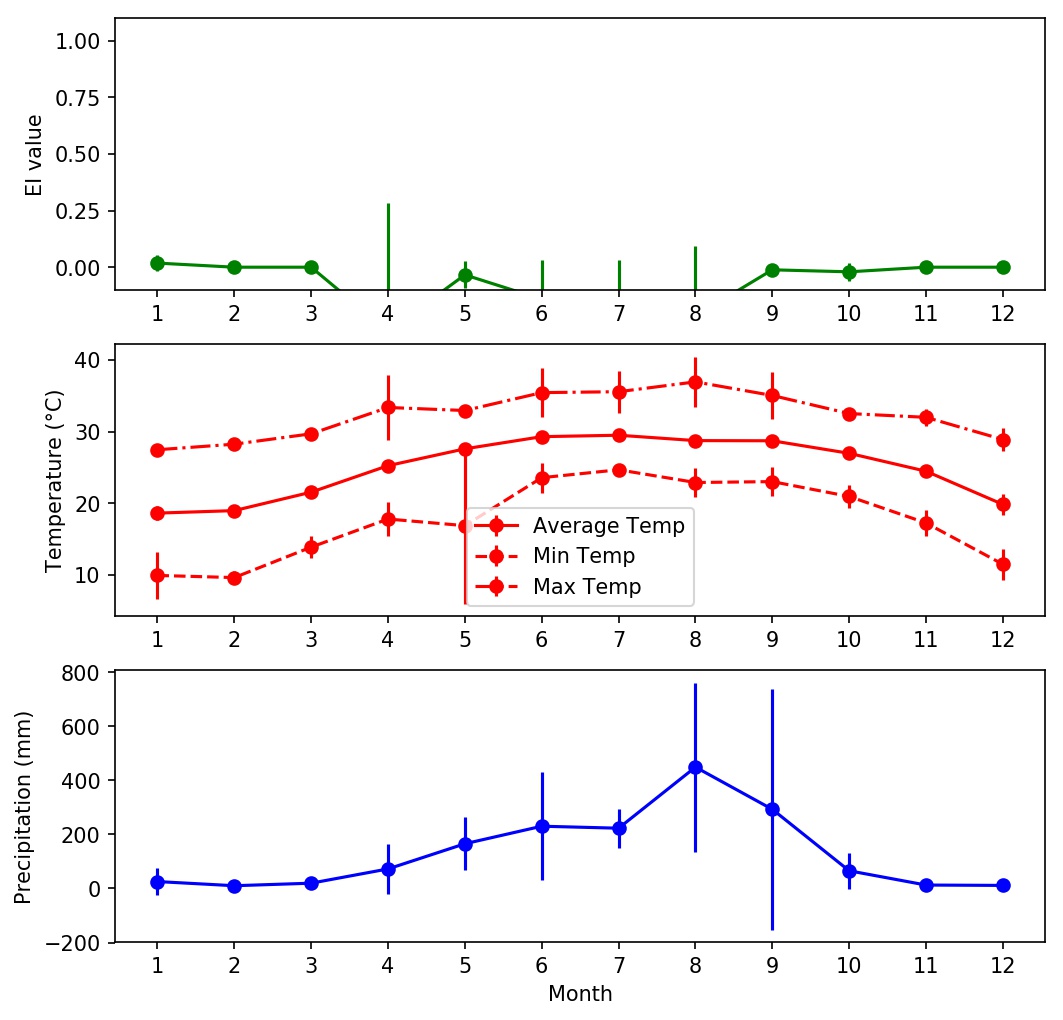 EI value
1.00
0.75
0.50
0.25
0.00
1 2 3 4 5 6 7 8 9 10 11 12
Temperature (°C)
40
30
20
10
Average Temp
Min Temp
Max Temp
1 2 3 4 5 6 7 8 9 10 11 12
Precipitation (mm)
800
600
400
200
0
−200
1 2 3 4 5 6 7 8 9 10 11 12
Month